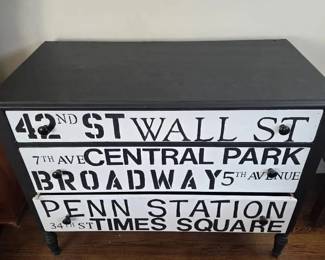 42ND ST WALL ST
7TH AVE CENTRAL PARK
BROADWAY 5TH AVENUE
PENN STATION
34TH ST TIMES SQUARE